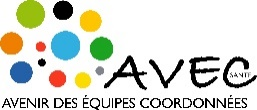 AVEC
SANTÉ
AVENIR DES ÉQUIPES COORDONNÉES